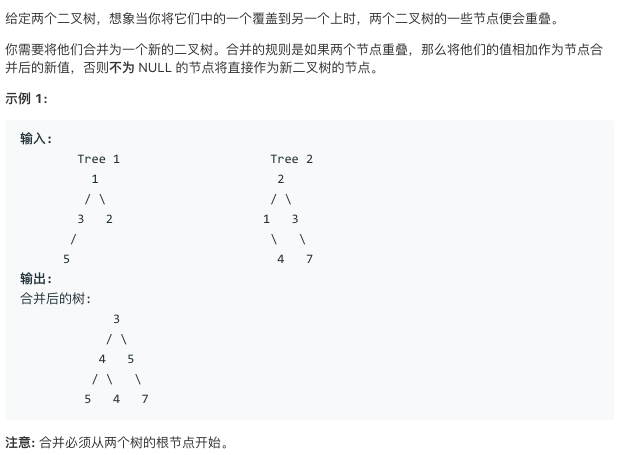 给定两个二叉树，想象当你将它们中的一个覆盖到另一个上时，两个二叉树的一些节点便会重叠。
你需要将他们合并为一个新的二叉树。合并的规则是如果两个节点重叠，那么将他们的值相加作为节点合
并后的新值，否则不为 NULL 的节点将直接作为新二叉树的节点。
示例 1:
输入:
Tree 1                     Tree 2
1                         2
/ \                       / \
3   2                     1   3
/                           \   \
5                             4   7
输出:
合并后的树:
3
/ \
4   5
/ \   \
5   4   7
注意: 合并必须从两个树的根节点开始。